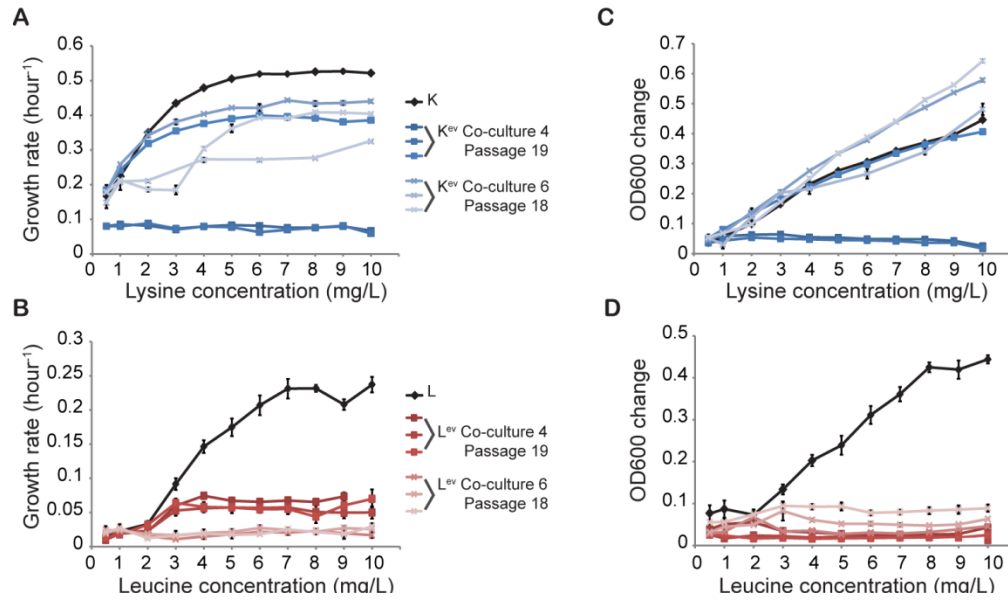 A
Growth rate (hour⁻¹)
0.6
0.5
0.4
0.3
0.2
0.1
0
0 1 2 3 4 5 6 7 8 9 10
Lysine concentration (mg/L)
K
Kᵉᵛ Co-culture 4
Passage 19
Kᵉᵛ Co-culture 6
Passage 18
C
OD600 change
0.7
0.6
0.5
0.4
0.3
0.2
0.1
0
0 1 2 3 4 5 6 7 8 9 10
Lysine concentration (mg/L)
B
Growth rate (hour⁻¹)
0.3
0.25
0.2
0.15
0.1
0.05
0
0 1 2 3 4 5 6 7 8 9 10
Leucine concentration (mg/L)
L
Lᵉᵛ Co-culture 4
Passage 19
Lᵉᵛ Co-culture 6
Passage 18
D
OD600 change
0.5
0.4
0.3
0.2
0.1
0
0 1 2 3 4 5 6 7 8 9 10
Leucine concentration (mg/L)